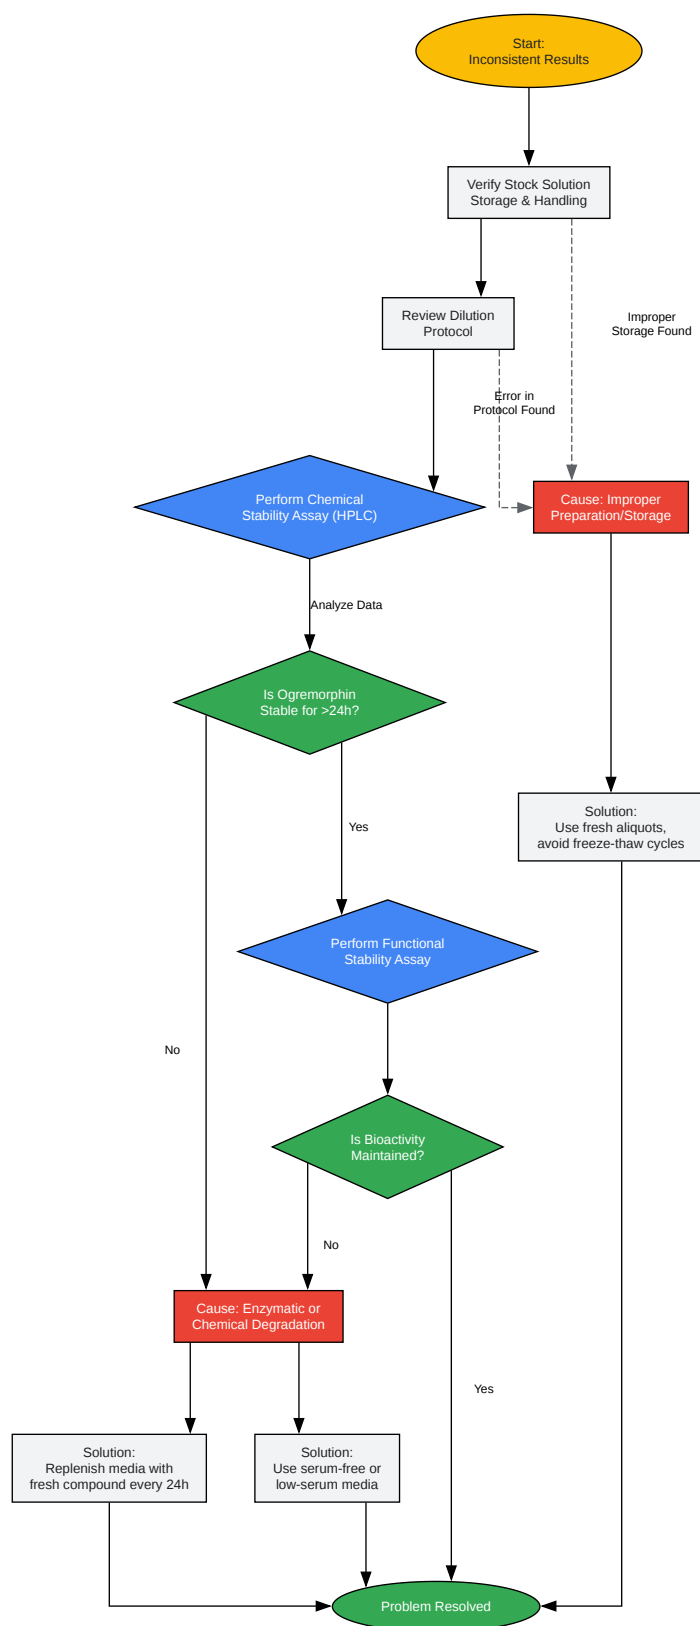 Start:
Inconsistent Results
Verify Stock Solution
Storage & Handling
Review Dilution
Protocol
Improper
Storage Found
Error in
Protocol Found
Perform Chemical
Stability Assay (HPLC)
Cause: Improper
Preparation/Storage
Analyze Data
Is Ogremorphin
Stable for >24h?
Yes
Solution:
Use fresh aliquots,
avoid freeze-thaw cycles
Perform Functional
Stability Assay
No
Is Bioactivity
Maintained?
No
Cause: Enzymatic or
Chemical Degradation
Yes
Solution:
Replenish media with
fresh compound every 24h
Solution:
Use serum-free or
low-serum media
Problem Resolved